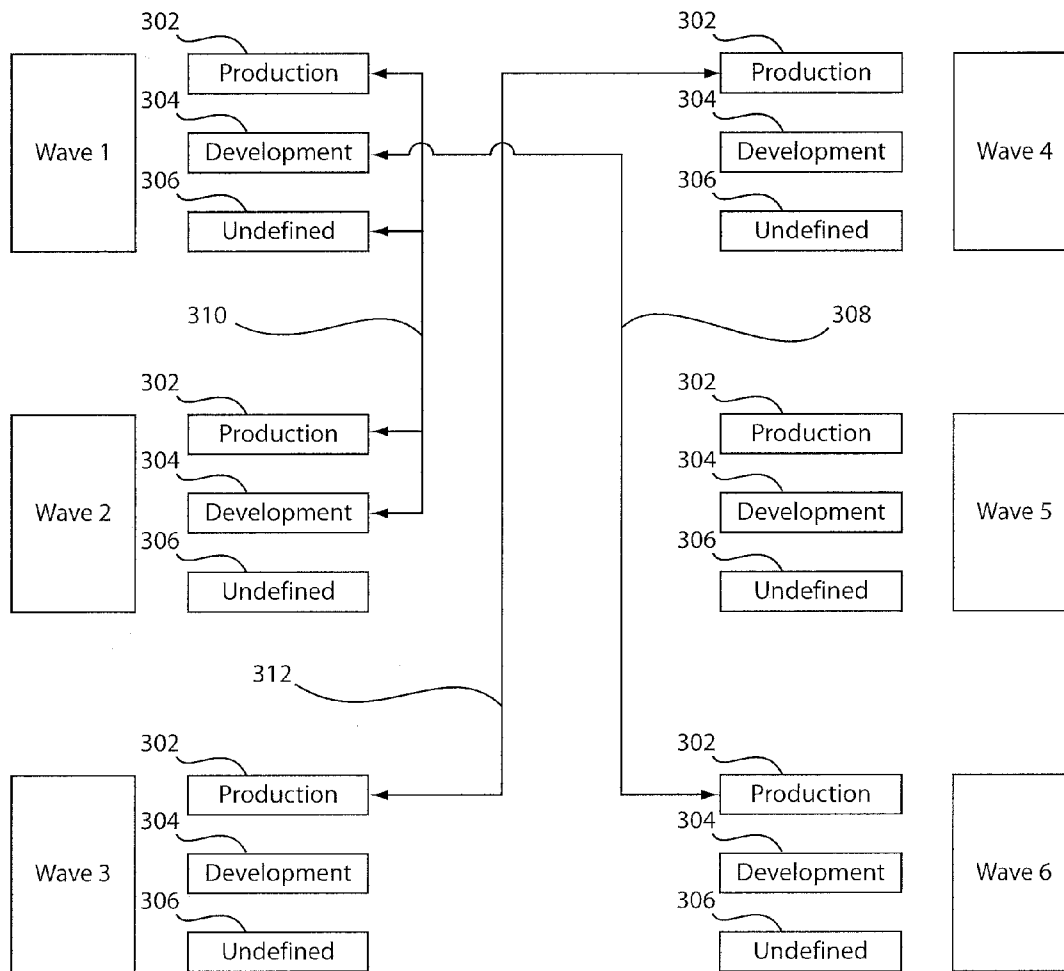 302
Production
304
Wave 1
Development
306
Undefined
302
Production
304
Development
Wave 4
306
Undefined
310
308
302
Production
304
Wave 2
Development
306
Undefined
302
Production
304
Development
Wave 5
306
Undefined
312
302
Production
304
Wave 3
Development
306
Undefined
302
Production
304
Development
Wave 6
306
Undefined